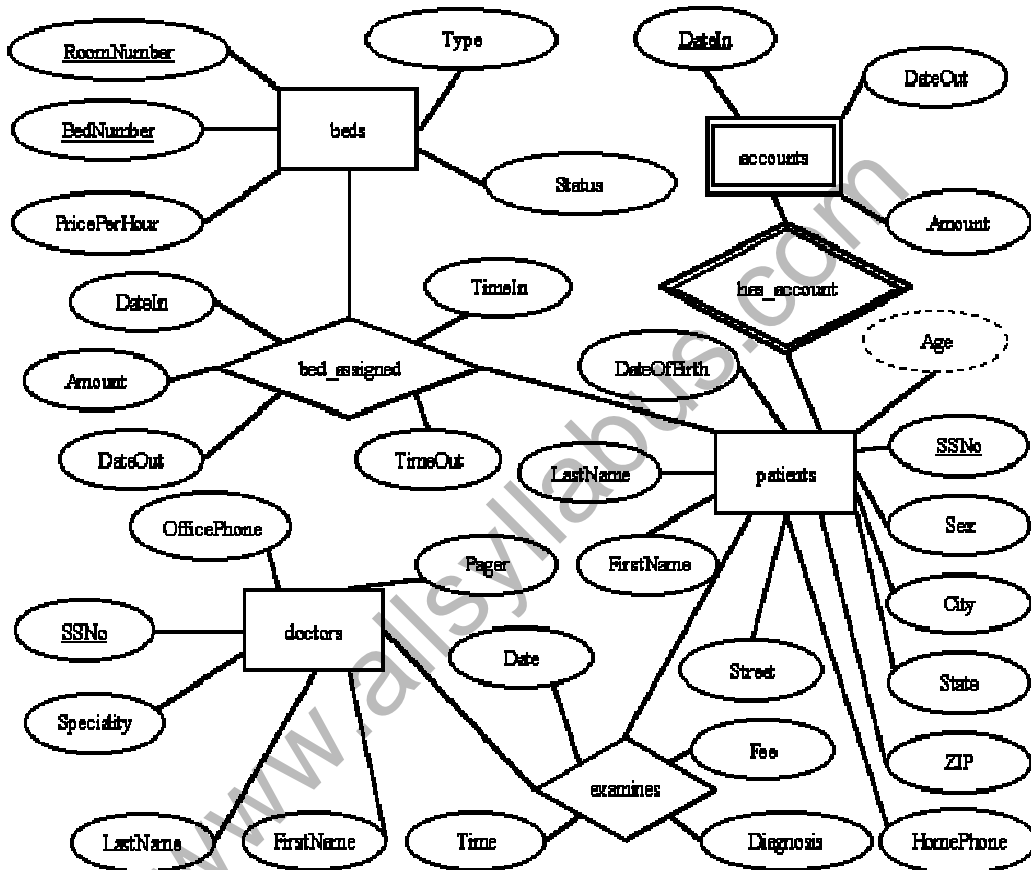 RoomNumber
Type
DateIn
DateOut
BedNumber
beds
accounts
Status
PricePerHour
Amount
DateIn
TimeIn
has_account
Age
Amount
bed_assigned
DateOfBirth
DateOut
TimeOut
LastName
patients
SSNo
OfficePhone
Sex
Pager
FirstName
City
SSNo
doctors
Date
Street
State
Speciality
Fee
ZIP
examines
LastName
FirstName
Time
Diagnosis
HomePhone
www.allsyllabus.com